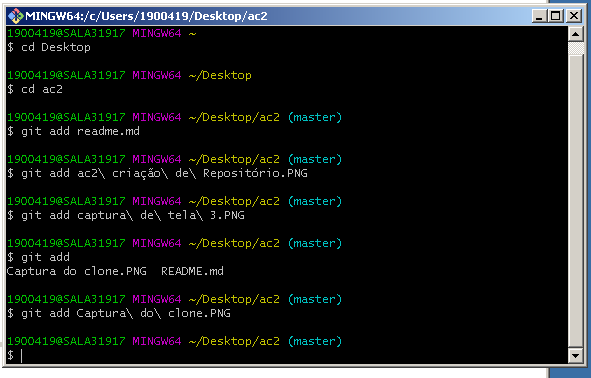 MINGW64:/c/Users/1900419/Desktop/ac2
1900419@SALA31917 MINGW64 ~
$ cd Desktop
1900419@SALA31917 MINGW64 ~/Desktop
$ cd ac2
1900419@SALA31917 MINGW64 ~/Desktop/ac2 (master)
$ git add readme.md
1900419@SALA31917 MINGW64 ~/Desktop/ac2 (master)
$ git add ac2\ criação\ de\ Repositório.PNG
1900419@SALA31917 MINGW64 ~/Desktop/ac2 (master)
$ git add captura\ de\ tela\ 3.PNG
1900419@SALA31917 MINGW64 ~/Desktop/ac2 (master)
$ git add
Captura do clone.PNG  README.md
1900419@SALA31917 MINGW64 ~/Desktop/ac2 (master)
$ git add Captura\ do\ clone.PNG
1900419@SALA31917 MINGW64 ~/Desktop/ac2 (master)
$